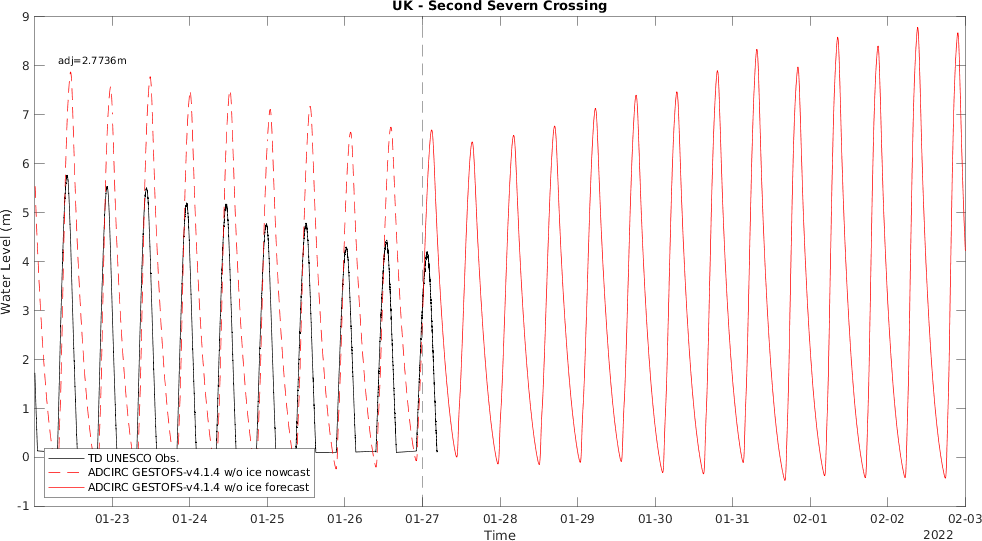 UK - Second Severn Crossing
adj=2.7736m
9
8
7
6
5
4
3
2
1
0
-1
Water Level (m)
TD UNESCO Obs.
ADCIRC GESTOFS-v4.1.4 w/o ice nowcast
ADCIRC GESTOFS-v4.1.4 w/o ice forecast
01-23 01-24 01-25 01-26 01-27 01-28 01-29 01-30 01-31 02-01 02-02 02-03
Time
2022